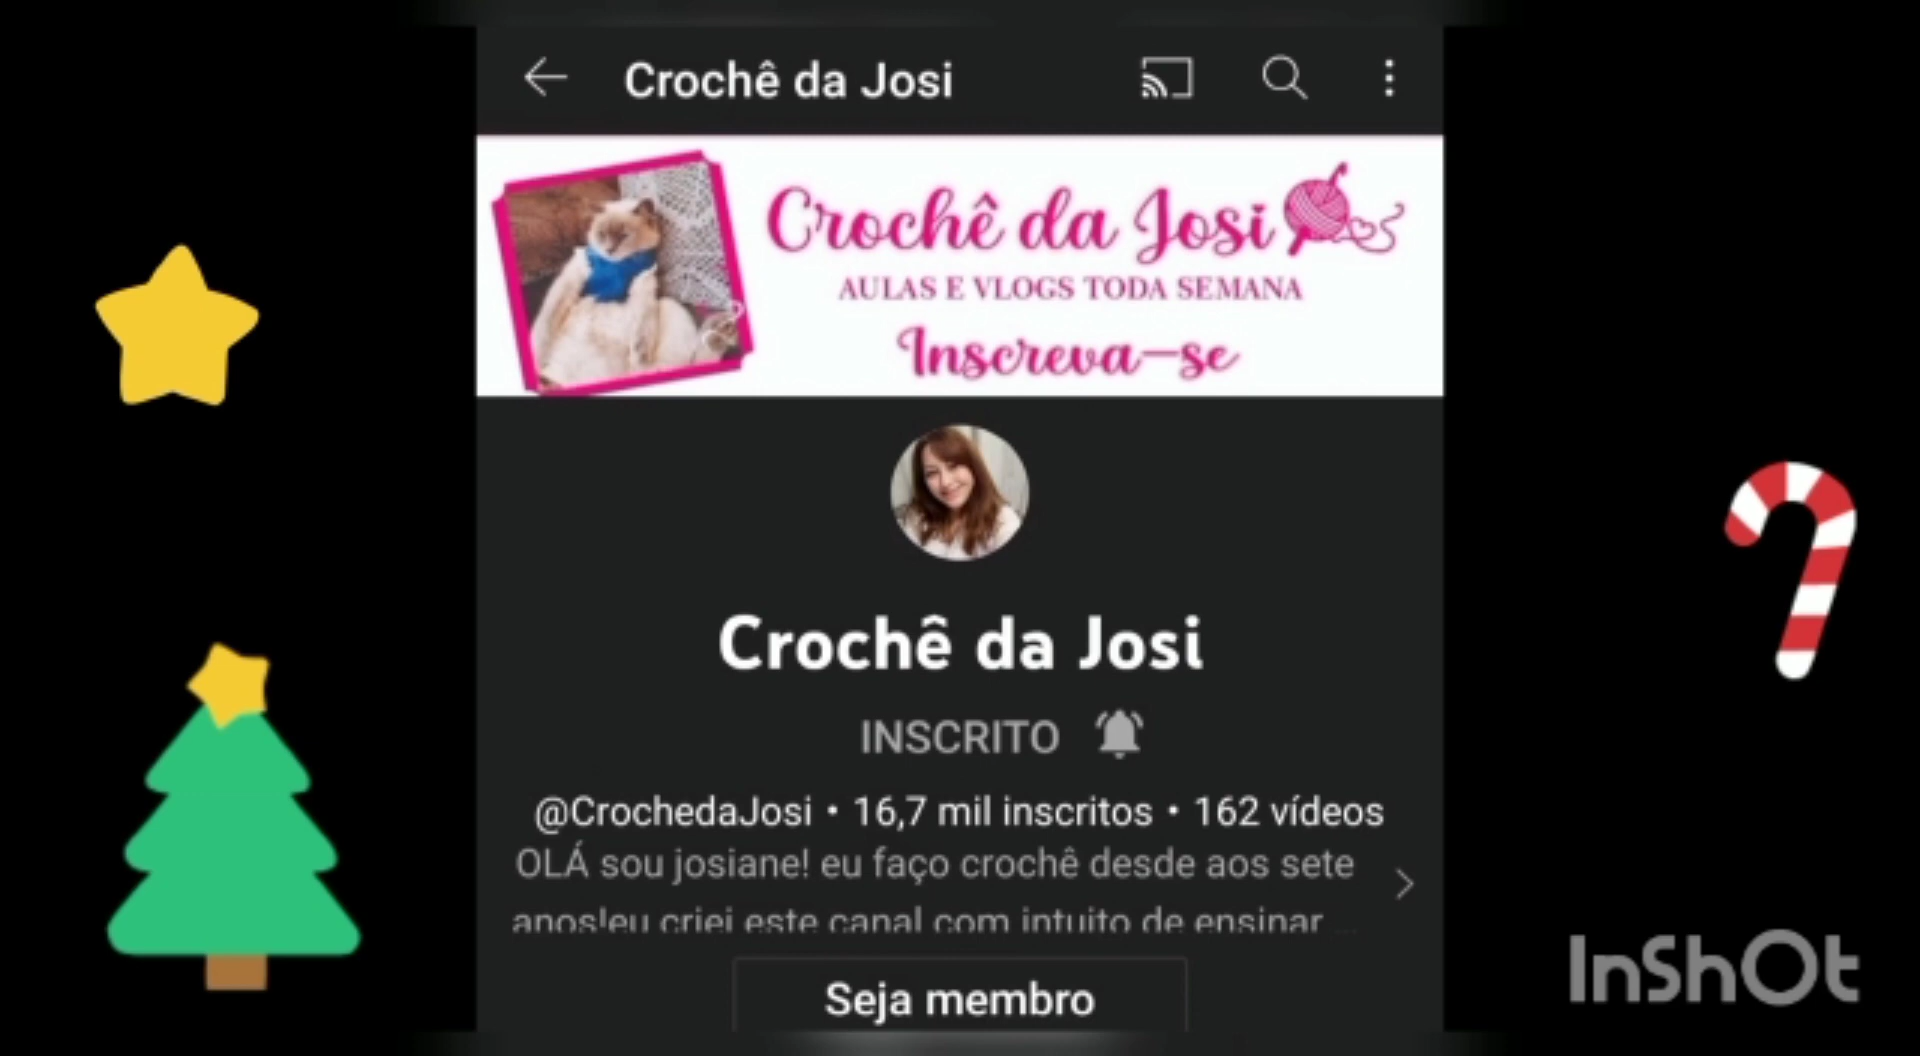 Crochê da Josi
Crochê da Josi
AULAS E VLOGS TODA SEMANA
Inscreva-se
Crochê da Josi
INSCRITO
@CrochedaJosi • 16,7 mil inscritos • 162 vídeos
OLÁ sou josiane! eu faço crochê desde aos sete
anos!eu criei este canal com intuito de ensinar ...
Seja membro
InShOt